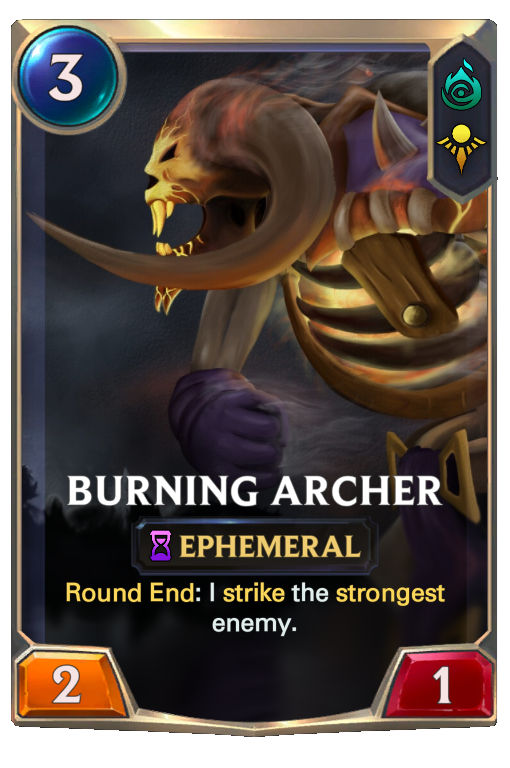 3
BURNING ARCHER
EPHEMERAL
Round End: I strike the strongest
enemy.
2
1